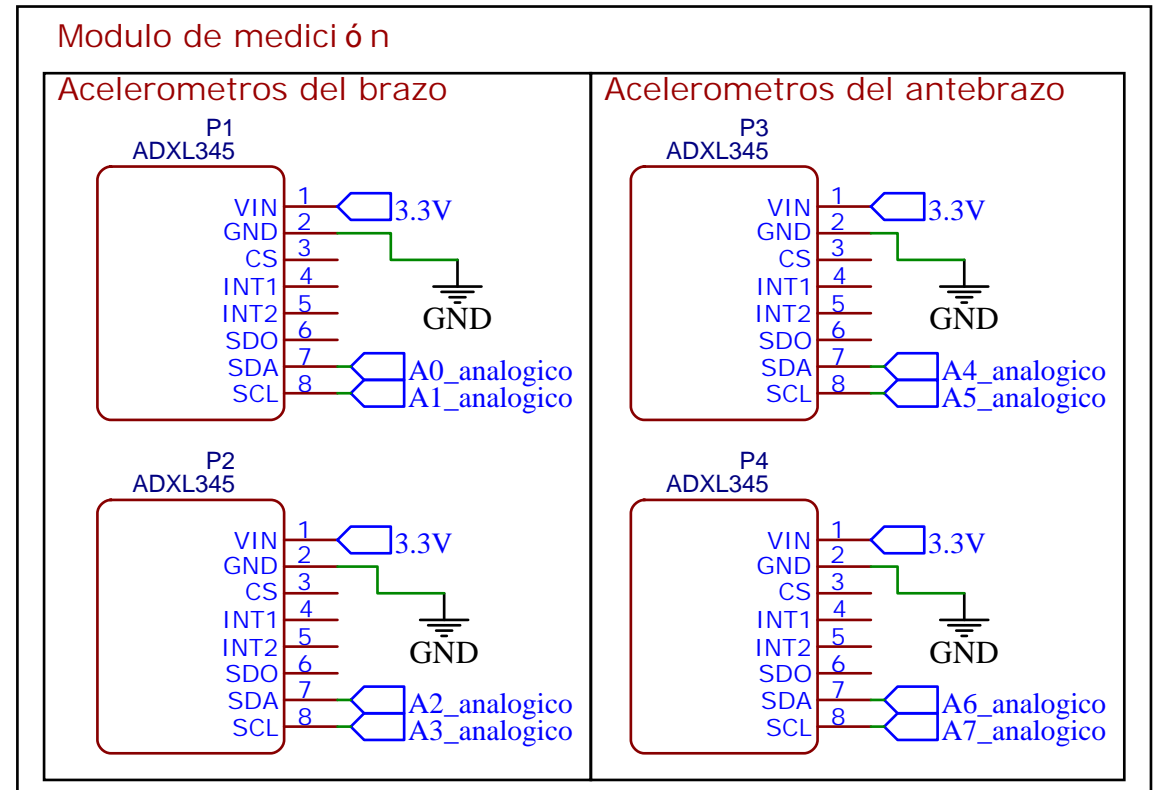 Modulo de medición
Acelerometros del brazo
P1
ADXL345
VIN 1 3.3V
GND 2
CS 3
INT1 4
INT2 5
SDO 6
SDA 7 A0_analogico
SCL 8 A1_analogico
GND
P2
ADXL345
VIN 1 3.3V
GND 2
CS 3
INT1 4
INT2 5
SDO 6
SDA 7 A2_analogico
SCL 8 A3_analogico
GND
Acelerometros del antebrazo
P3
ADXL345
VIN 1 3.3V
GND 2
CS 3
INT1 4
INT2 5
SDO 6
SDA 7 A4_analogico
SCL 8 A5_analogico
GND
P4
ADXL345
VIN 1 3.3V
GND 2
CS 3
INT1 4
INT2 5
SDO 6
SDA 7 A6_analogico
SCL 8 A7_analogico
GND